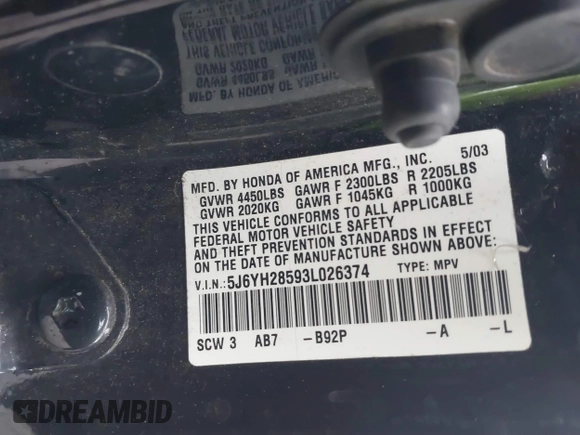 MFD. BY HONDA OF AMERICA MFG., INC. 5/03
GVWR 4450LBS GAWR F 2300LBS R 2205LBS
GVWR 2020KG GAWR F 1045KG R 1000KG
THIS VEHICLE CONFORMS TO ALL APPLICABLE
FEDERAL MOTOR VEHICLE SAFETY
AND THEFT PREVENTION STANDARDS IN EFFECT
ON THE DATE OF MANUFACTURE SHOWN ABOVE:
V.I.N.: 5J6YH28593L026374 TYPE: MPV
SCW 3 AB7 -B92P -A -L
DREAMBID